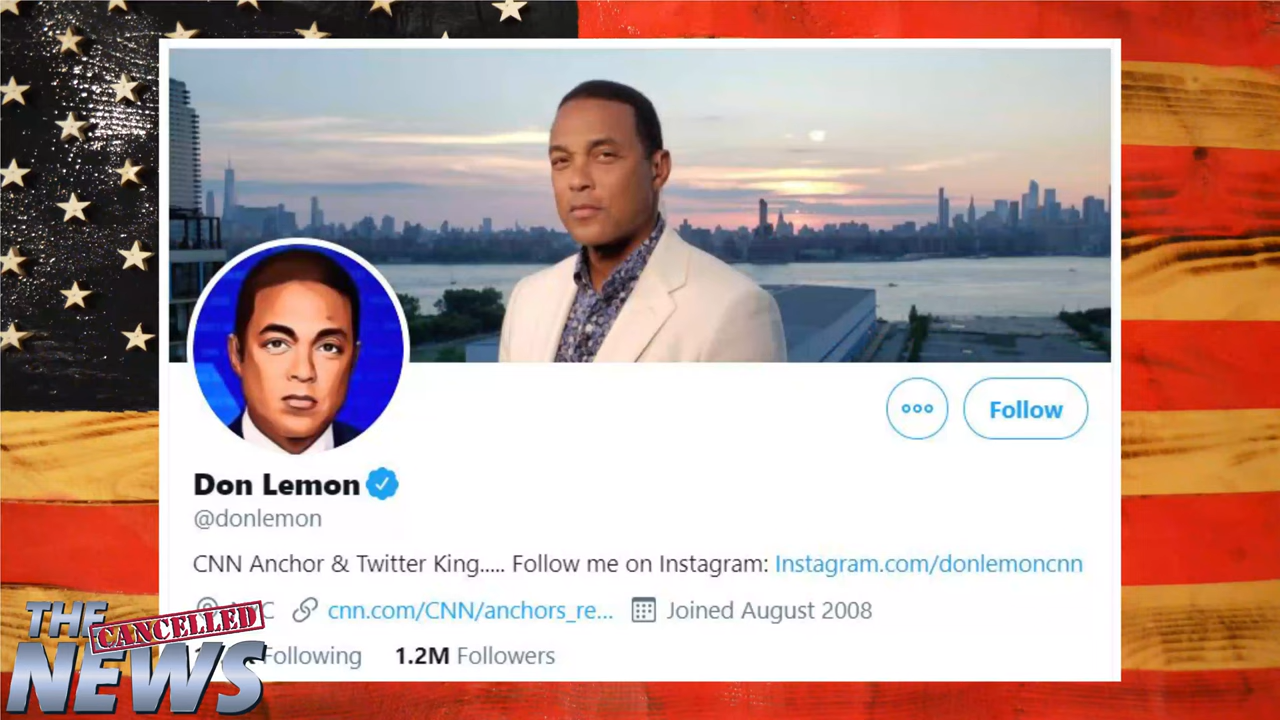 Follow
Don Lemon
@donlemon
CNN Anchor & Twitter King..... Follow me on Instagram: Instagram.com/donlemoncnn
cnn.com/CNN/anchors_re... Joined August 2008
Following 1.2M Followers
THE
CANCELLED
NEWS